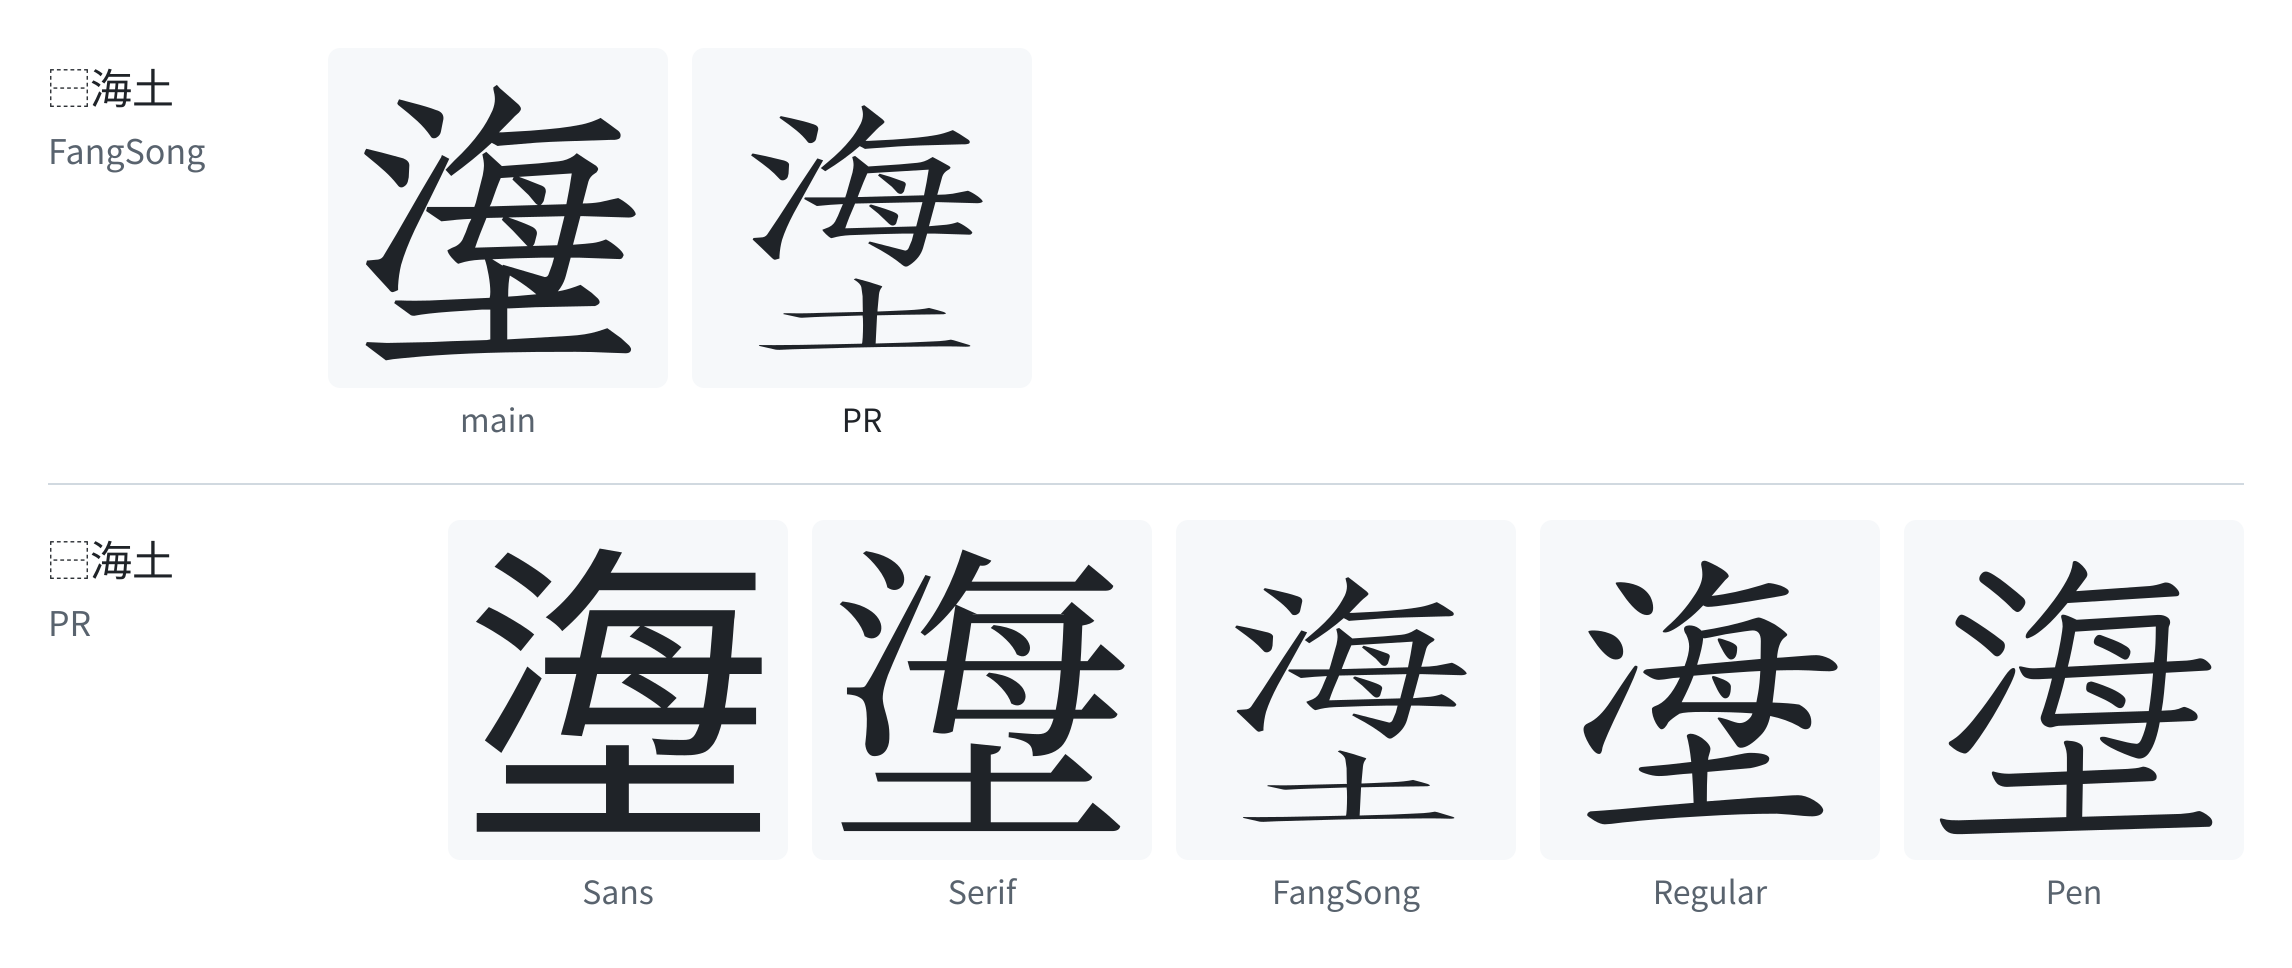 ⿱海土
FangSong
main
PR
⿱海土
PR
Sans
Serif
FangSong
Regular
Pen